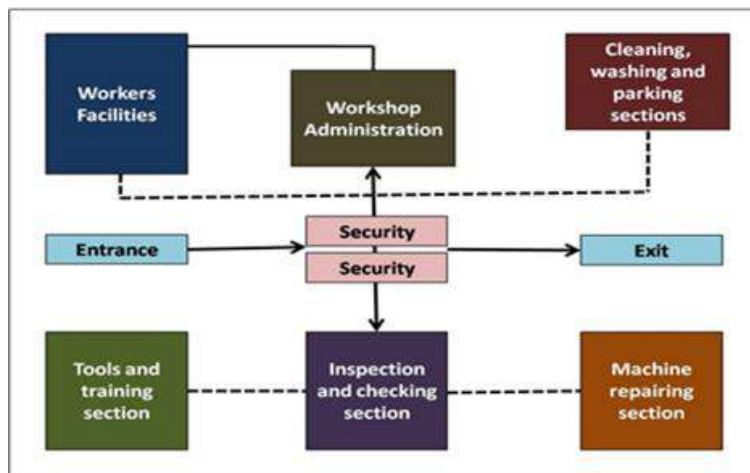 Workers
Facilities
Workshop
Administration
Cleaning,
washing and
parking
sections
Entrance
Security
Security
Exit
Tools and
training
section
Inspection
and checking
section
Machine
repairing
section